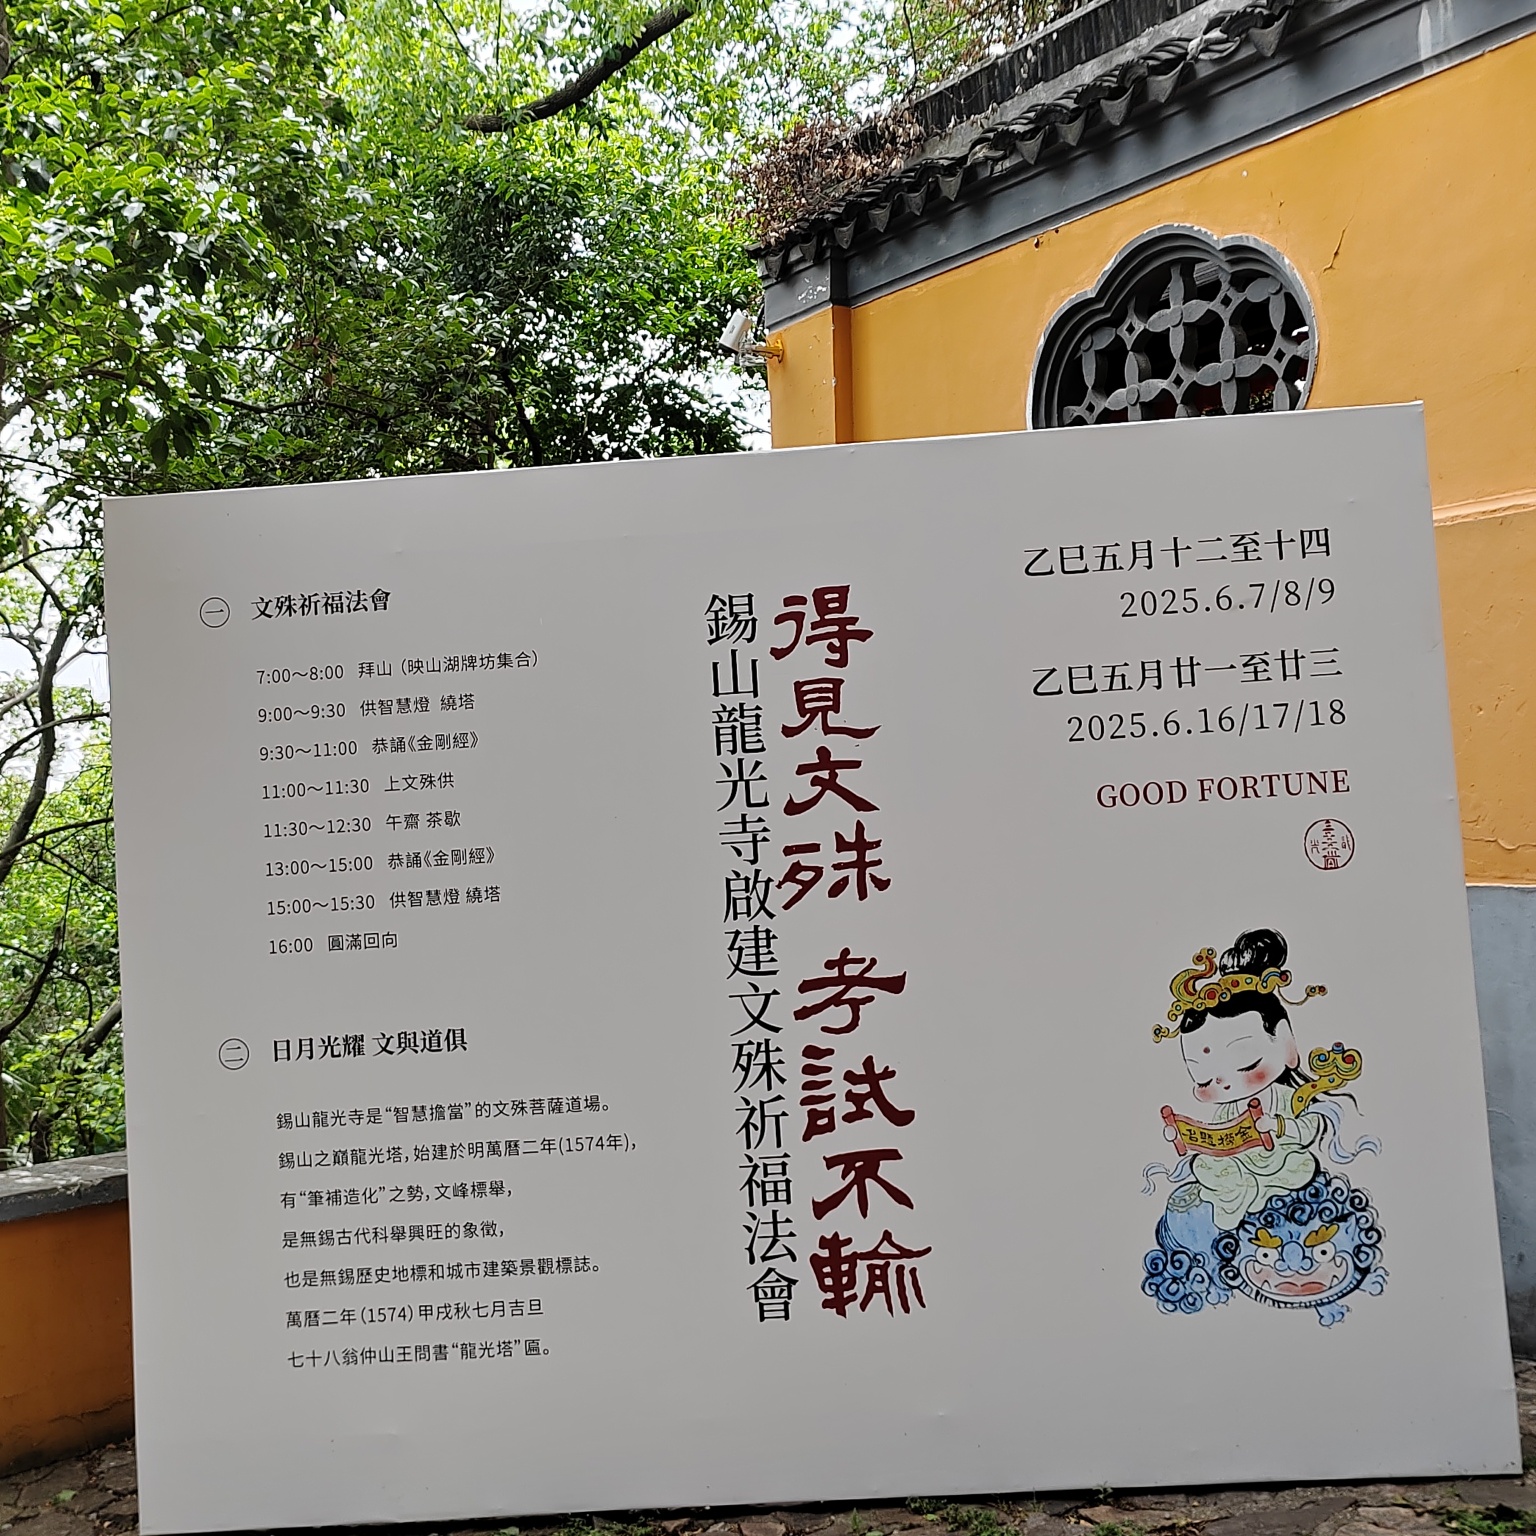 ㊀ 文殊祈福法會
7:00～8:00 拜山（映山湖牌坊集合）
9:00～9:30 供智慧燈 繞塔
9:30～11:00 恭誦《金剛經》
11:00～11:30 上文殊供
11:30～12:30 午齋 茶歇
13:00～15:00 恭誦《金剛經》
15:00～15:30 供智慧燈 繞塔
16:00 圓滿回向
㊁ 日月光耀 文與道俱
錫山龍光寺是“智慧擔當”的文殊菩薩道場。
錫山之巔龍光塔，始建於明萬曆二年(1574年)，
有“筆補造化”之勢，文峰標舉，
是無錫古代科舉興旺的象徵，
也是無錫歷史地標和城市建築景觀標誌。
萬曆二年(1574)甲戌秋七月吉旦
七十八翁仲山王問書“龍光塔”匾。
得見文殊 考試不輸
錫山龍光寺啟建文殊祈福法會
乙巳五月十二至十四
2025.6.7/8/9
乙巳五月廿一至廿三
2025.6.16/17/18
GOOD FORTUNE
金榜題名